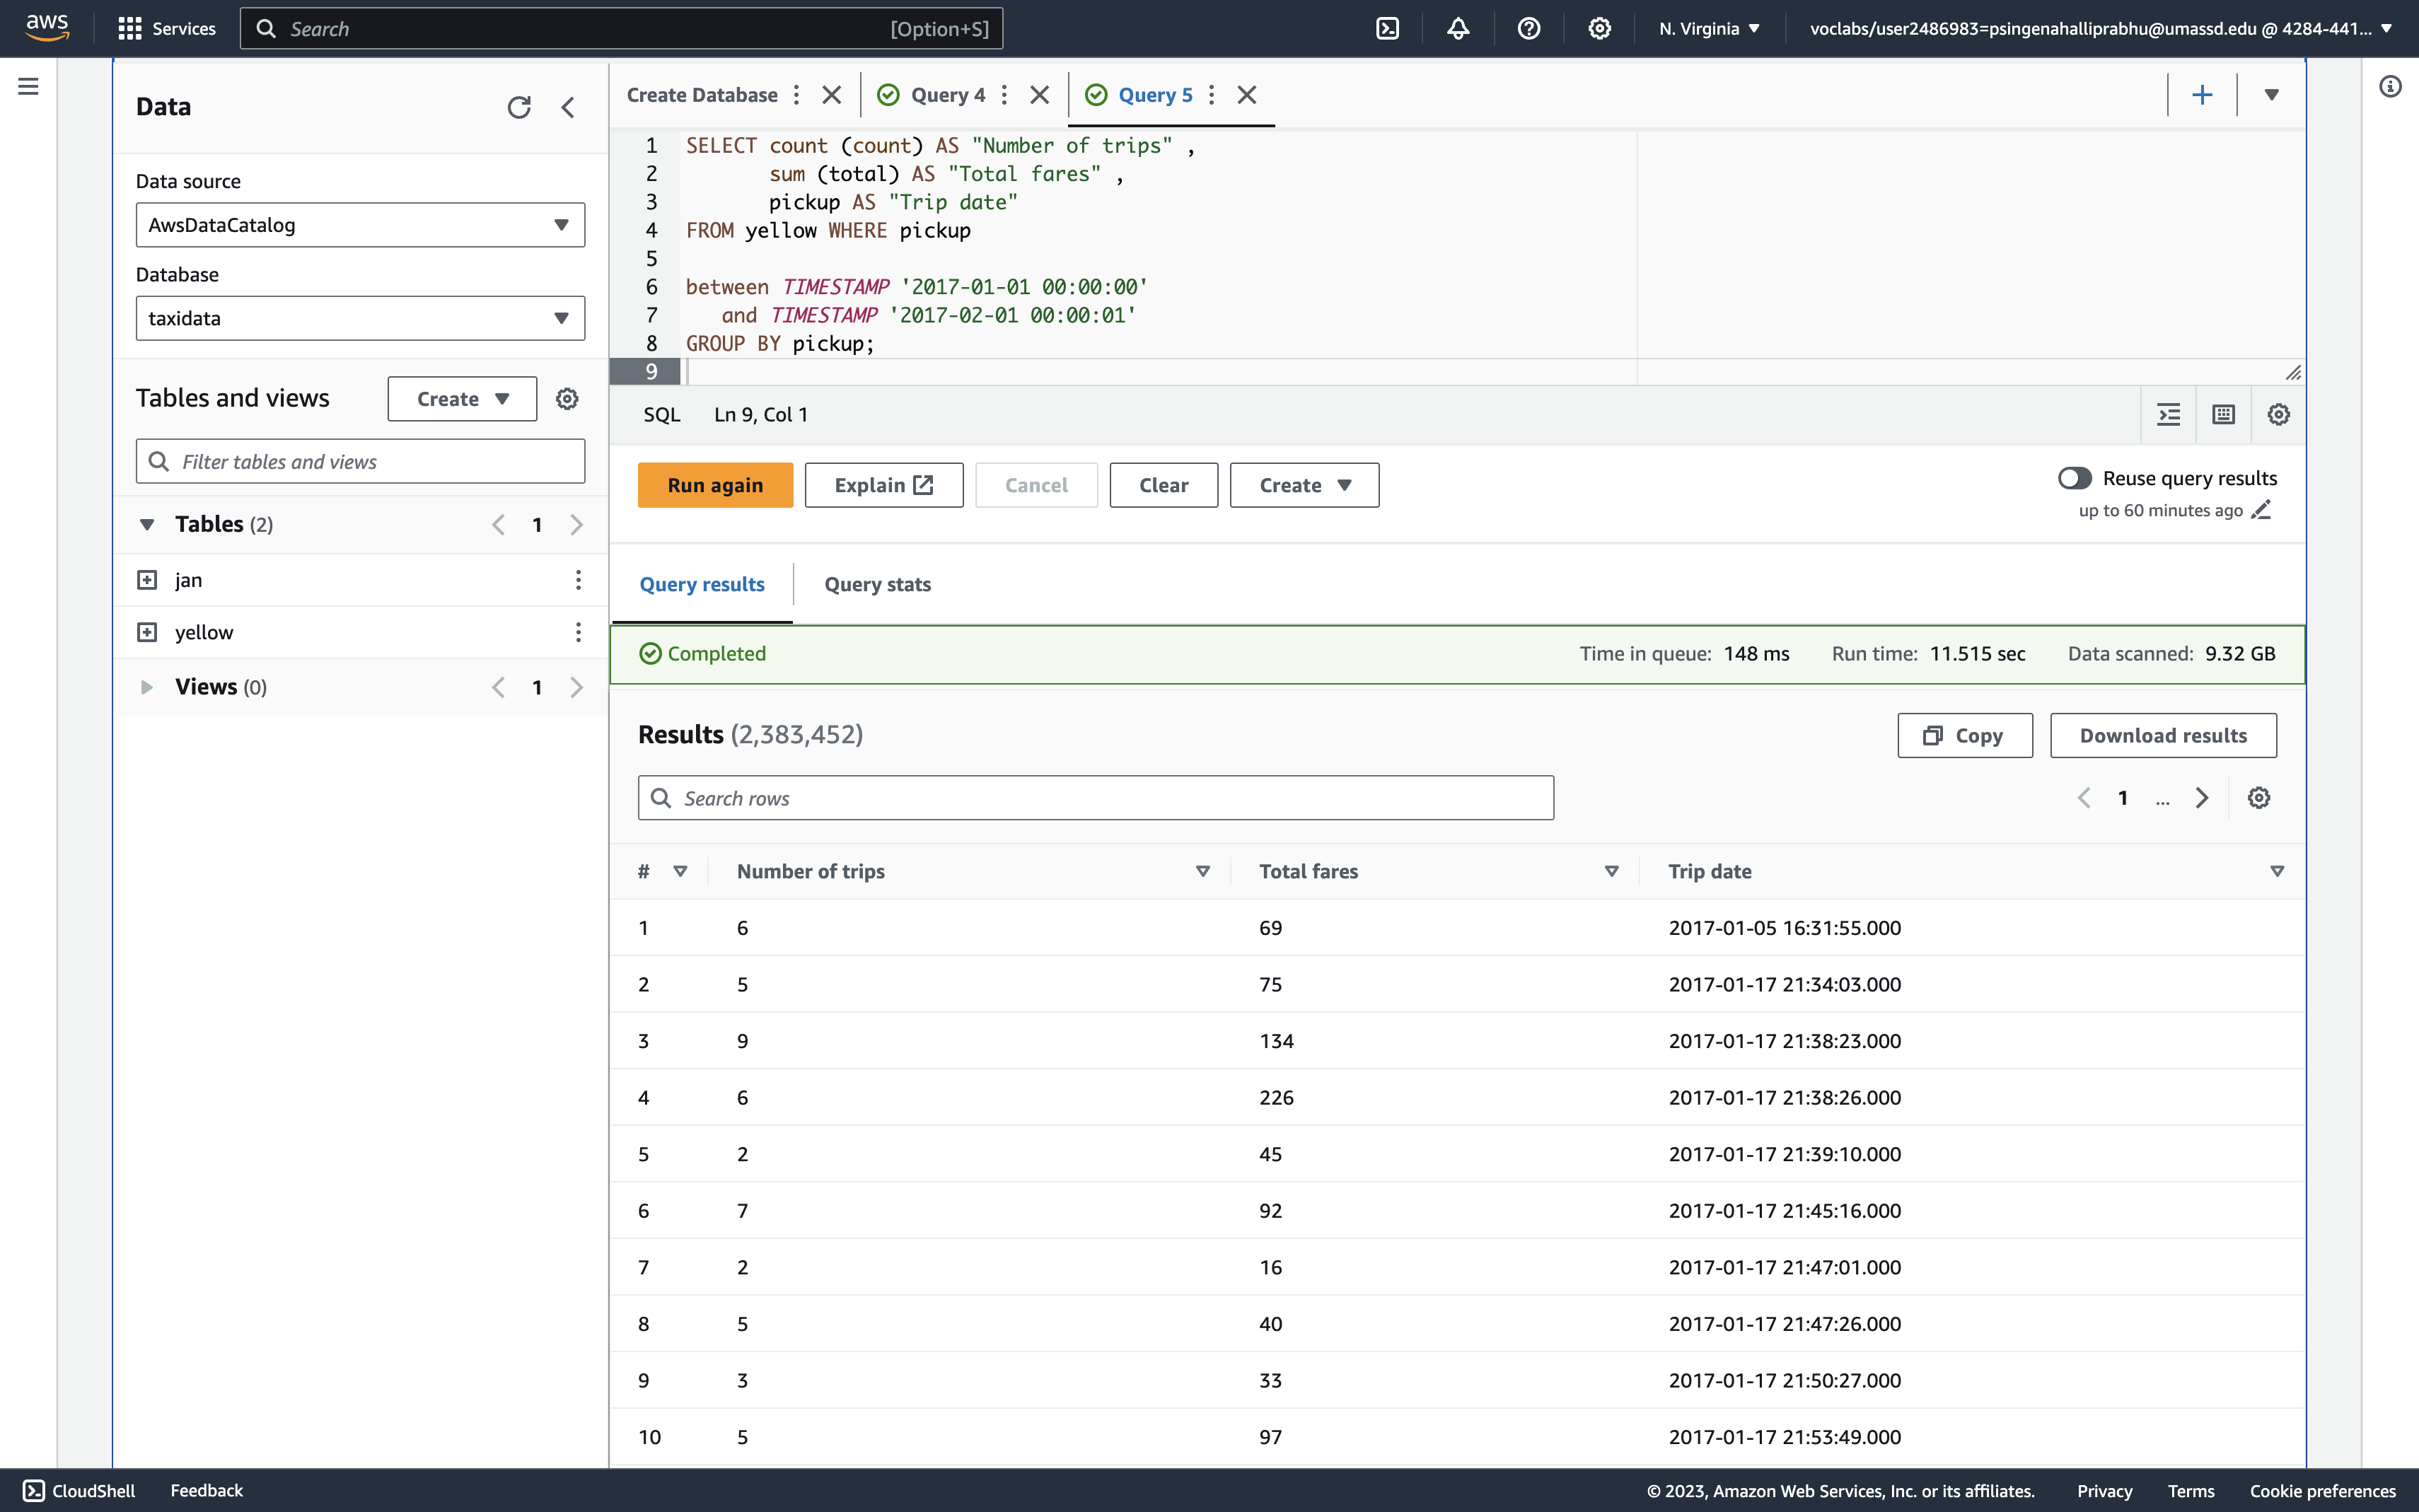 aws Services Search [Option+S] N. Virginia voclabs/user2486983=psingenahalliprabhu@umassd.edu @ 4284-441...
Data
Data source
AwsDataCatalog
Database
taxidata
Tables and views Create
Filter tables and views
Tables (2) 1
jan
yellow
Views (0) 1
Create Database Query 4 Query 5
1 SELECT count (count) AS "Number of trips" ,
2 sum (total) AS "Total fares" ,
3 pickup AS "Trip date"
4 FROM yellow WHERE pickup
5
6 between TIMESTAMP '2017-01-01 00:00:00'
7 and TIMESTAMP '2017-02-01 00:00:01'
8 GROUP BY pickup;
9
SQL Ln 9, Col 1
Run again Explain Cancel Clear Create Reuse query results
up to 60 minutes ago
Query results Query stats
Completed Time in queue: 148 ms Run time: 11.515 sec Data scanned: 9.32 GB
Results (2,383,452) Copy Download results
Search rows 1 ...
# Number of trips Total fares Trip date
1 6 69 2017-01-05 16:31:55.000
2 5 75 2017-01-17 21:34:03.000
3 9 134 2017-01-17 21:38:23.000
4 6 226 2017-01-17 21:38:26.000
5 2 45 2017-01-17 21:39:10.000
6 7 92 2017-01-17 21:45:16.000
7 2 16 2017-01-17 21:47:01.000
8 5 40 2017-01-17 21:47:26.000
9 3 33 2017-01-17 21:50:27.000
10 5 97 2017-01-17 21:53:49.000
CloudShell Feedback © 2023, Amazon Web Services, Inc. or its affiliates. Privacy Terms Cookie preferences